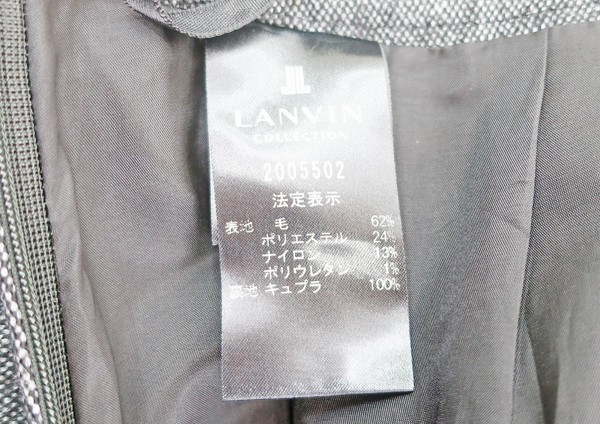 JL
LANVIN
COLLECTION
2005502
法定表示
表地 毛 62%
ポリエステル 24%
ナイロン 13%
ポリウレタン 1%
裏地 キュプラ 100%